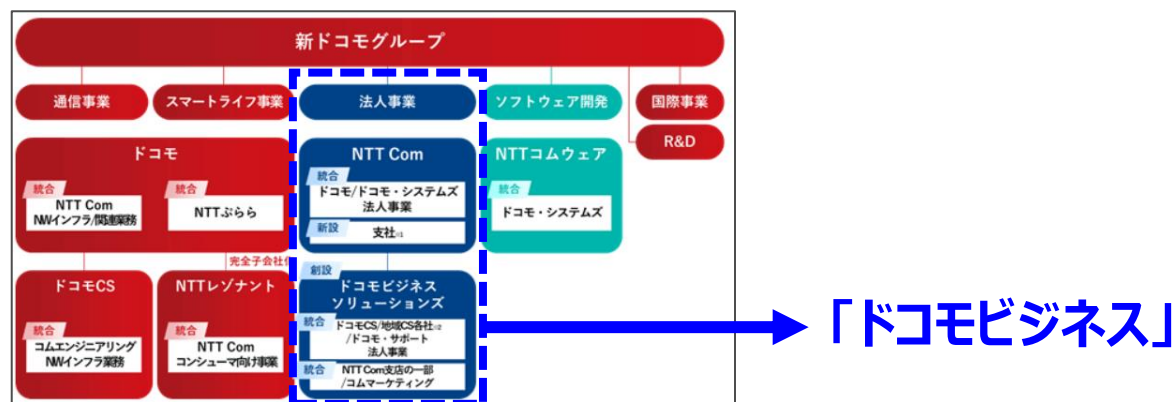 新ドコモグループ
通信事業
スマートライフ事業
法人事業
ソフトウェア開発
国際事業
R&D
ドコモ
統合
NTT Com
NWインフラ/関連業務
統合
NTTぷらら
NTT Com
統合
ドコモ/ドコモ・システムズ
法人事業
新設
支社※1
NTTコムウェア
統合
ドコモ・システムズ
完全子会社化
ドコモCS
統合
コムエンジニアリング
NWインフラ業務
NTTレゾナント
統合
NTT Com
コンシューマ向け事業
創設
ドコモビジネス
ソリューションズ
統合
ドコモCS/地域CS各社※2
/ドコモ・サポート
法人事業
統合
NTT Com支店の一部
/コムマーケティング
「ドコモビジネス」